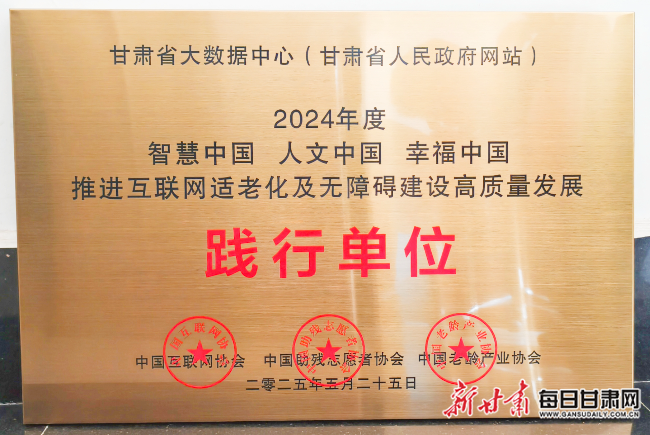 甘肃省大数据中心（甘肃省人民政府网站）
2024年度
智慧中国 人文中国 幸福中国
推进互联网适老化及无障碍建设高质量发展
践行单位
中国互联网协会 中国助残志愿者协会 中国老龄产业协会
二零二五年五月二十五日
新甘肃 每日甘肃网
WWW.GANSUDAILY.COM.CN